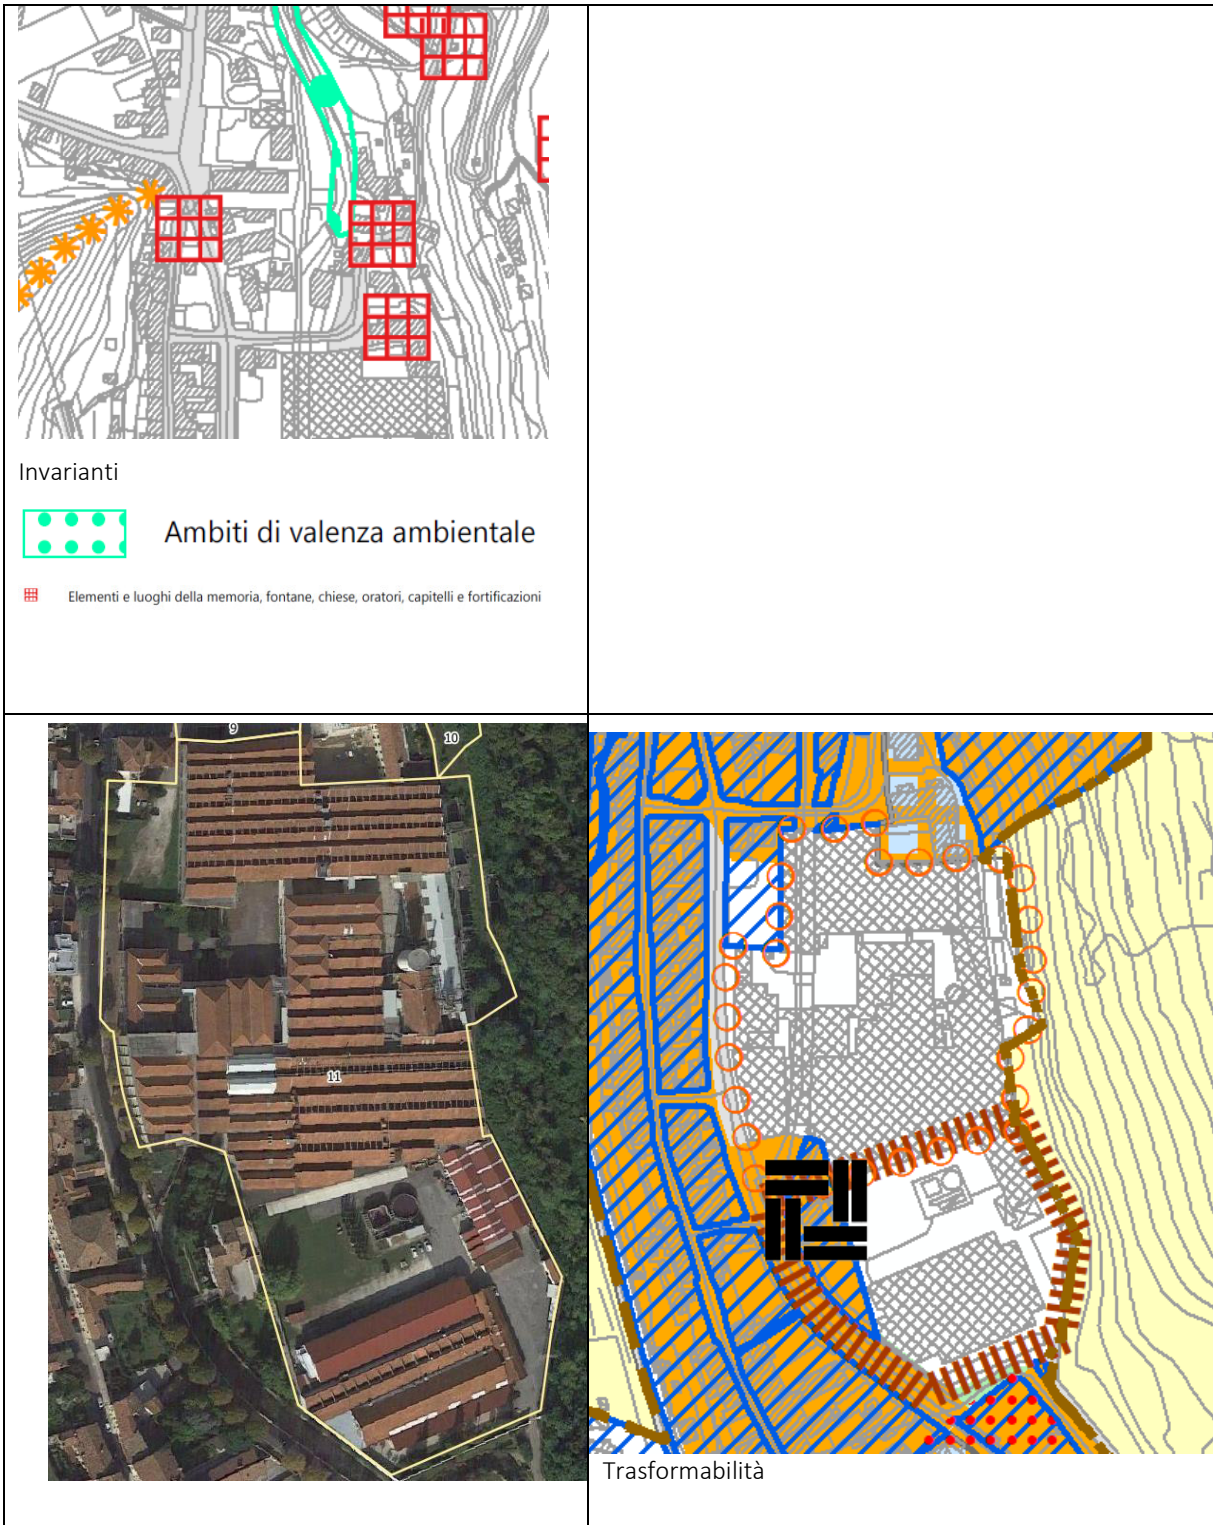 Invarianti
Ambiti di valenza ambientale
Elementi e luoghi della memoria, fontane, chiese, oratori, capitelli e fortificazioni
9
10
11
Trasformabilità